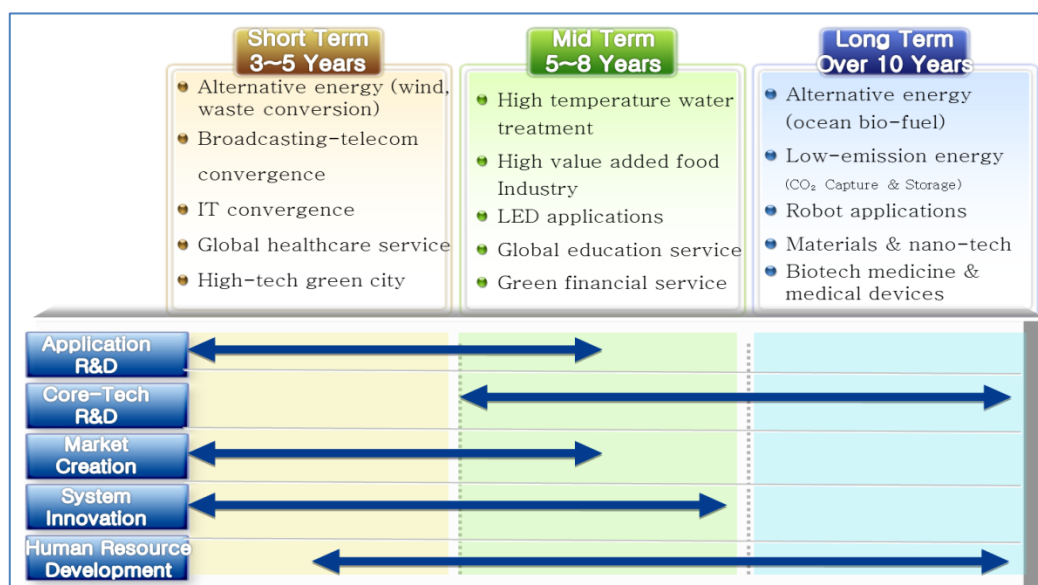 Short Term
3~5 Years
Alternative energy (wind,
waste conversion)
Broadcasting-telecom
convergence
IT convergence
Global healthcare service
High-tech green city
Mid Term
5~8 Years
High temperature water
treatment
High value added food
Industry
LED applications
Global education service
Green financial service
Long Term
Over 10 Years
Alternative energy
(ocean bio-fuel)
Low-emission energy
(CO₂ Capture & Storage)
Robot applications
Materials & nano-tech
Biotech medicine &
medical devices
Application
R&D
Core-Tech
R&D
Market
Creation
System
Innovation
Human Resource
Development